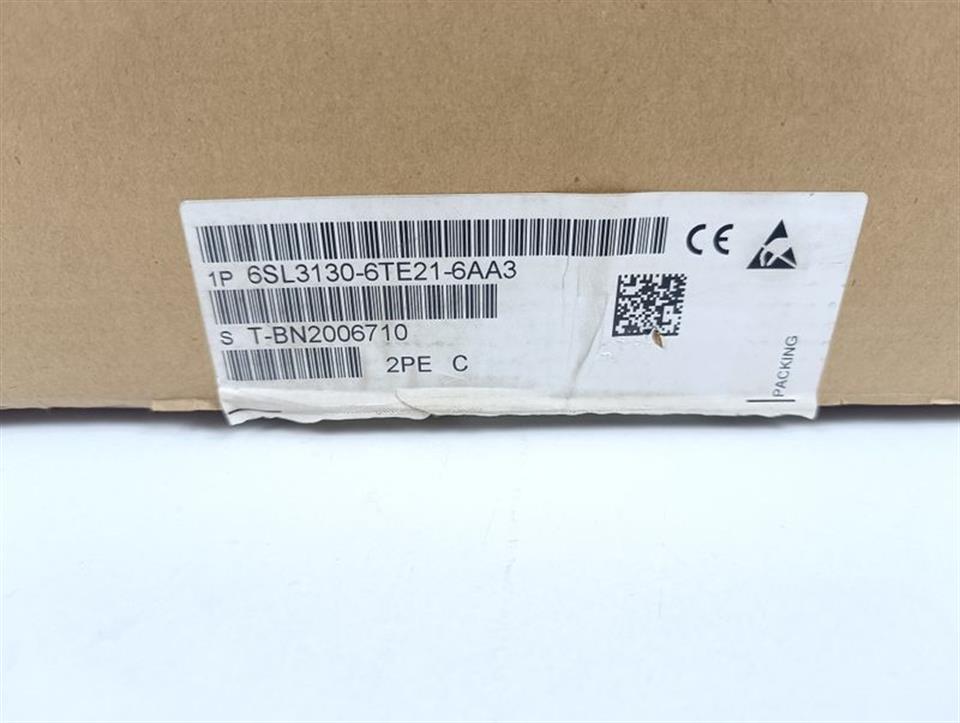 CE
1P 6SL3130-6TE21-6AA3
S T-BN2006710
2PE C
PACKING